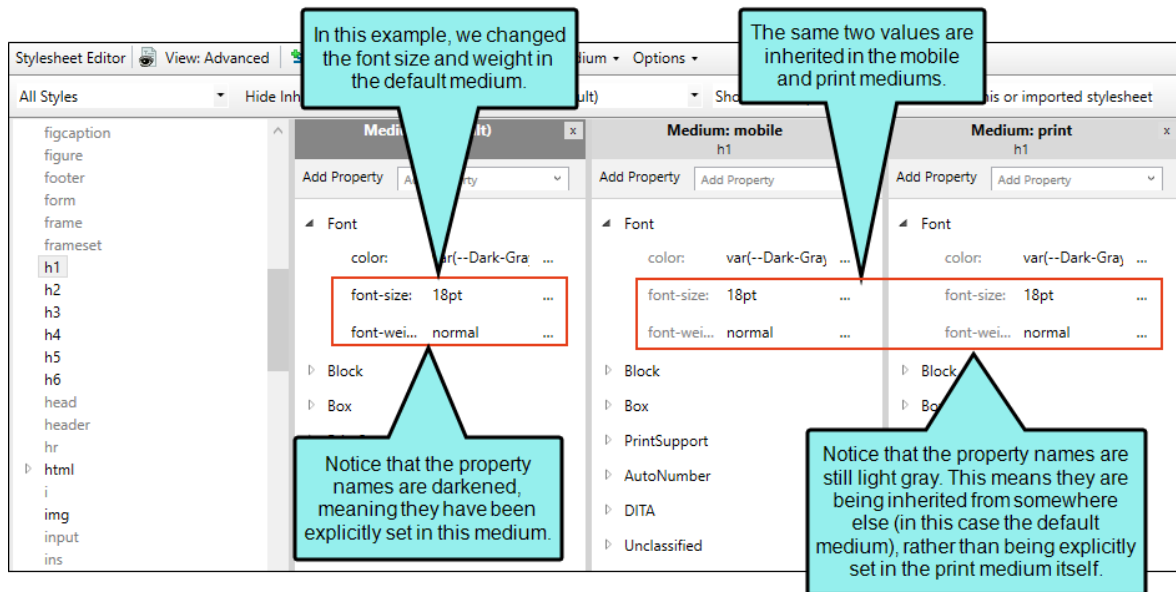 In this example, we changed
the font size and weight in
the default medium.
The same two values are
inherited in the mobile
and print mediums.
Stylesheet Editor View: Advanced Options
All Styles Hide Show his or imported stylesheet
figcaption
figure
footer
form
frame
frameset
h1
h2
h3
h4
h5
h6
head
header
hr
html
i
img
input
ins
x
Add Property
Font
color: var(--Dark-Gra ...
font-size: 18pt ...
font-wei... normal ...
Block
Box
Medium: mobile
h1
Add Property Add Property
Font
color: var(--Dark-Gray ...
font-size: 18pt ...
font-wei... normal ...
Block
Box
PrintSupport
AutoNumber
DITA
Unclassified
Medium: print x
h1
Add Property Add Property
Font
color: var(--Dark-Gray ...
font-size: 18pt ...
font-wei... normal ...
Block
Notice that the property
names are darkened,
meaning they have been
explicitly set in this medium.
Notice that the property names are
still light gray. This means they are
being inherited from somewhere
else (in this case the default
medium), rather than being explicitly
set in the print medium itself.